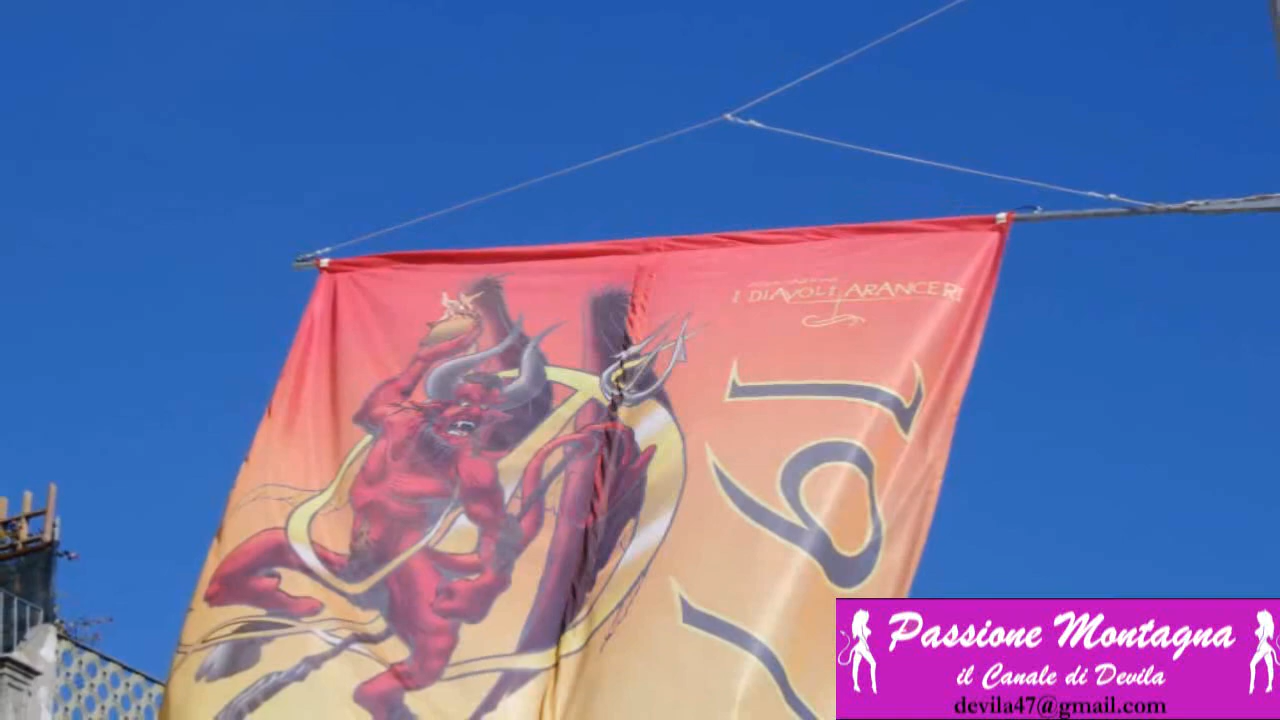 I DIAVOLI ARANCERI
Passione Montagna
il Canale di Devila
devila47@gmail.com